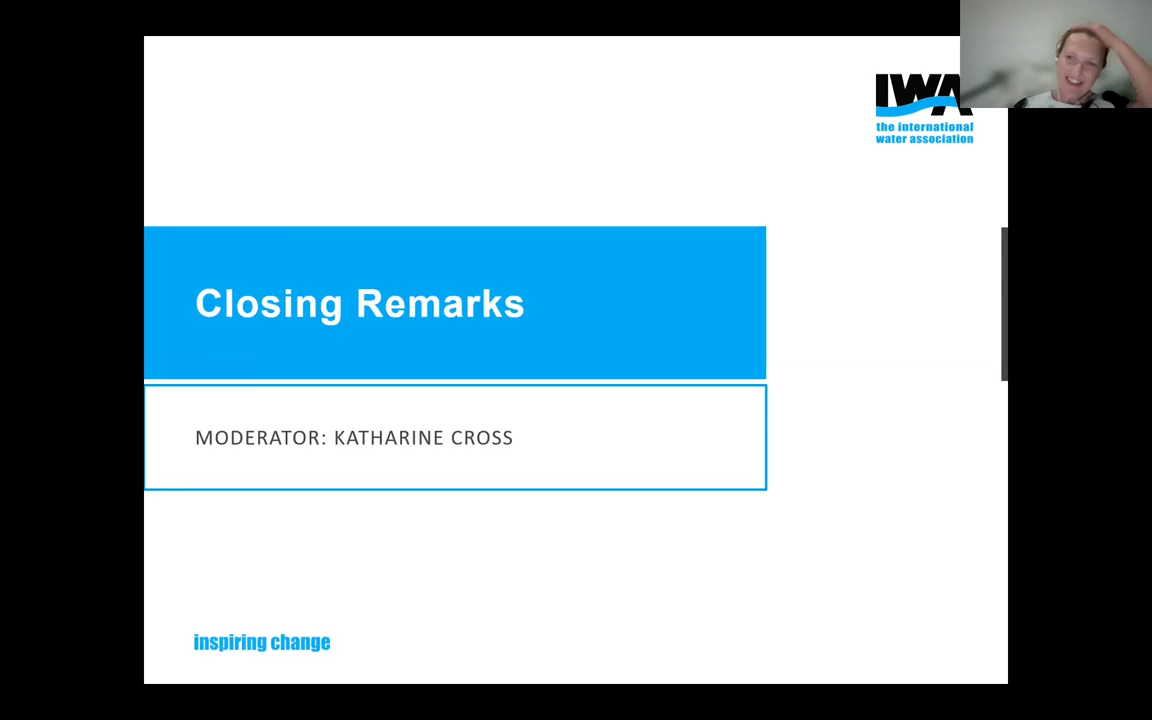 IWA
the international
water association
Closing Remarks
MODERATOR: KATHARINE CROSS
inspiring change